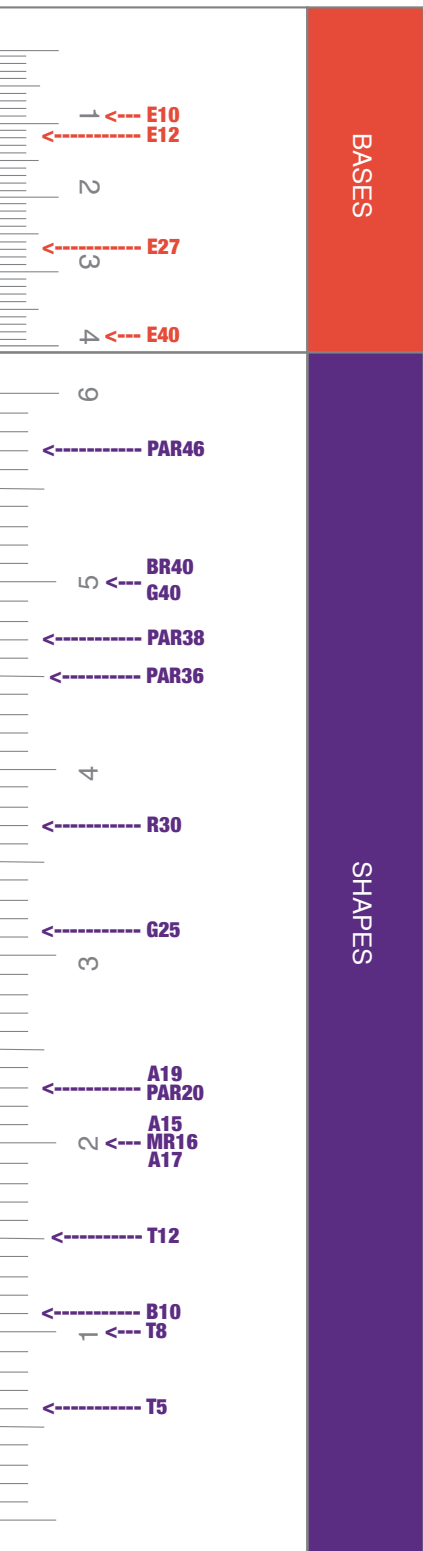 BASES
1 <--- E10
<----------- E12
2
<----------- E27
3
4 <--- E40
SHAPES
6
<----------- PAR46
BR40
5 <---
G40
<----------- PAR38
<---------- PAR36
4
<----------- R30
<----------- G25
3
A19
<-----------
PAR20
A15
2 <--- MR16
A17
<---------- T12
<----------- B10
1 <--- T8
<----------- T5